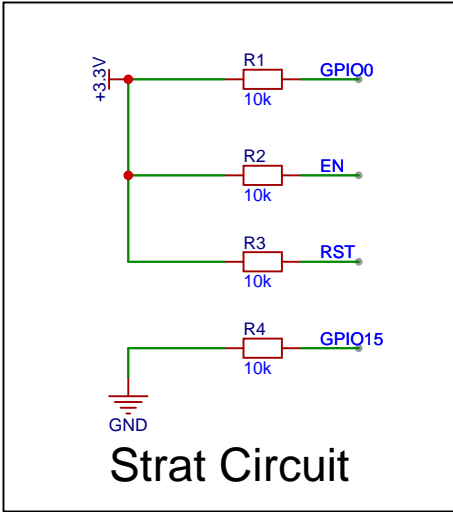 +3.3V
R1
GPIO0
10k
R2
EN
10k
R3
RST
10k
R4
GPIO15
10k
GND
Strat Circuit